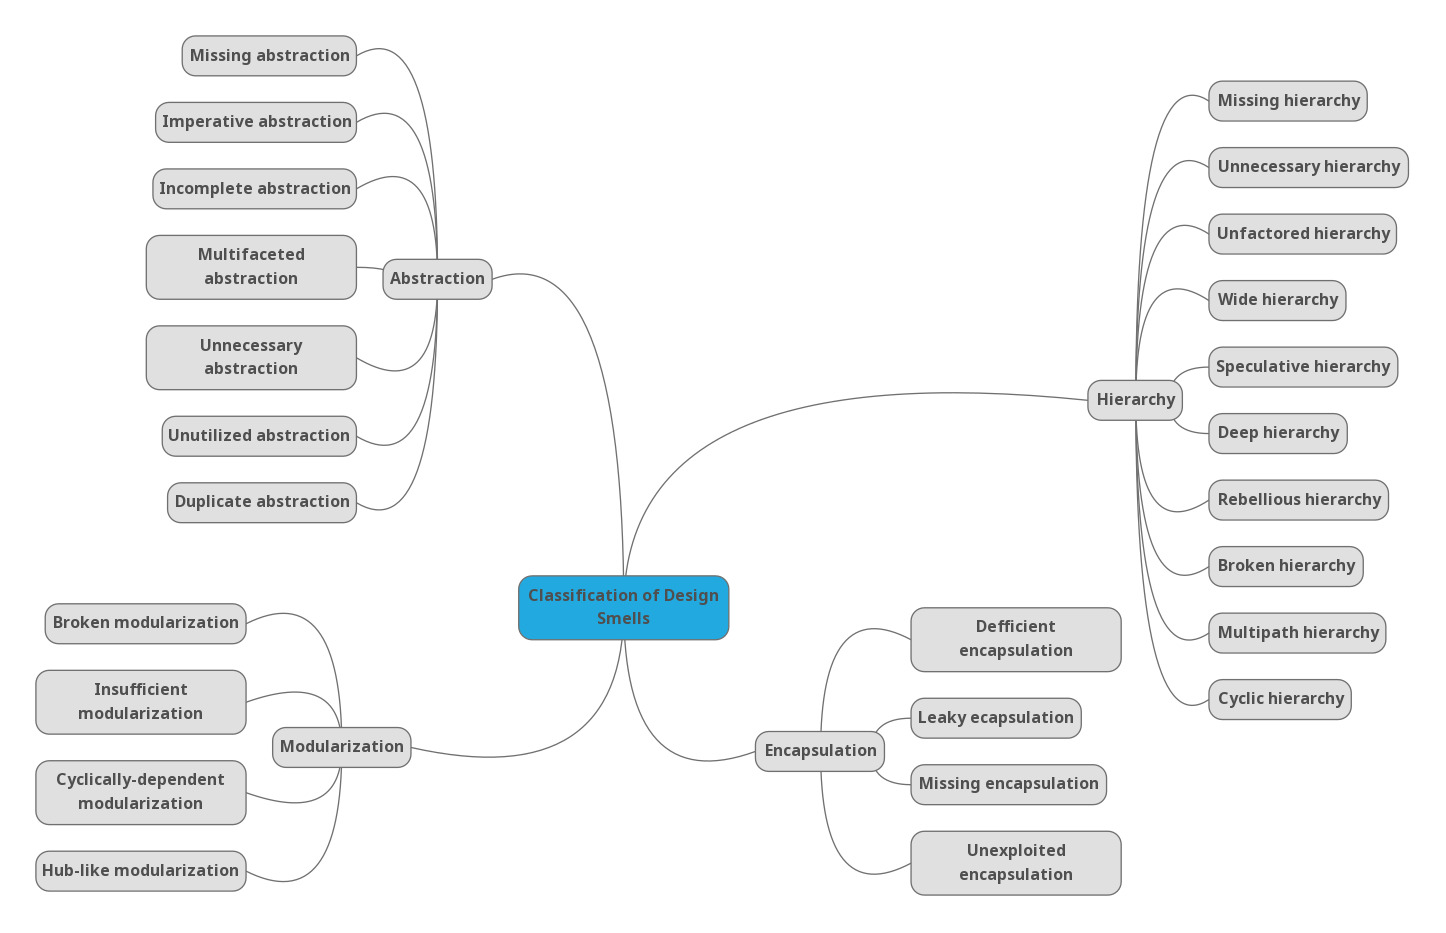 Classification of Design
Smells
Abstraction
Missing abstraction
Imperative abstraction
Incomplete abstraction
Multifaceted
abstraction
Unnecessary
abstraction
Unutilized abstraction
Duplicate abstraction
Hierarchy
Missing hierarchy
Unnecessary hierarchy
Unfactored hierarchy
Wide hierarchy
Speculative hierarchy
Deep hierarchy
Rebellious hierarchy
Broken hierarchy
Multipath hierarchy
Cyclic hierarchy
Modularization
Broken modularization
Insufficient
modularization
Cyclically-dependent
modularization
Hub-like modularization
Encapsulation
Defficient
encapsulation
Leaky ecapsulation
Missing encapsulation
Unexploited
encapsulation